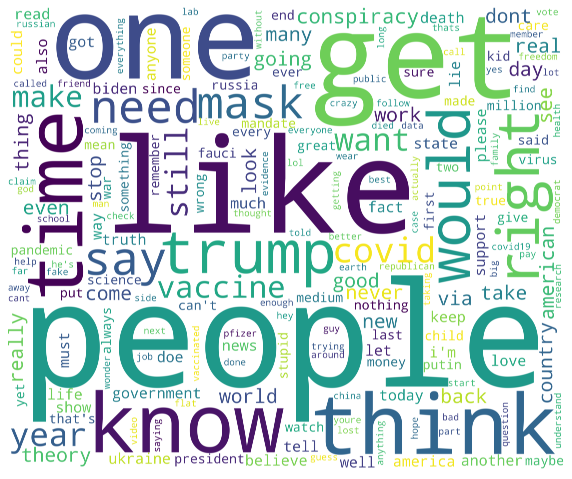 read
russian
lab
everything
got
one
get
end
conspiracy
death
dont
vote
member
without
someone
anyone
could
also
many
going
party
friend
called
biden
since
russia
ever
sure
lie
kid
day
real
care
yes
thats
long
call
freedom
lot
make
need
mask
want
work
state
made
million
find
see
said
virus
health
thing
time
like
would
right
american
public
free
crazy
follow
please
two
true
give
democrat
family
point
actually
coming
mean
man
war
god
claim
school
even
stop
way
something
remember
wrong
still
look
much
every
mandate
live
fauci
great
everyone
died
data
evidence
lol
wear
fact
best
getting
thought
first
support
case
covid19
pay
big
research
pandemic
help
far
he's
fake
check
truth
say
trump
covid
told
better
earth
republican
taking
away
cant
put
come
science
side
vaccine
can't
enough
medium
good
nothing
never
via
take
people
must
yet
really
always
wonder
next
job
doe
done
pfizer
hey
news
vaccinated
stupid
guy
trying
around
new
last
let
money
keep
child
i'm
putin
love
country
understand
life
show
that's
government
flat
world
youre
lost
china
today
back
start
year
know
think
theory
video
saying
ukraine
president
watch
tell
believe
guess
well
anything
hope
america
bad
part
question
another
maybe